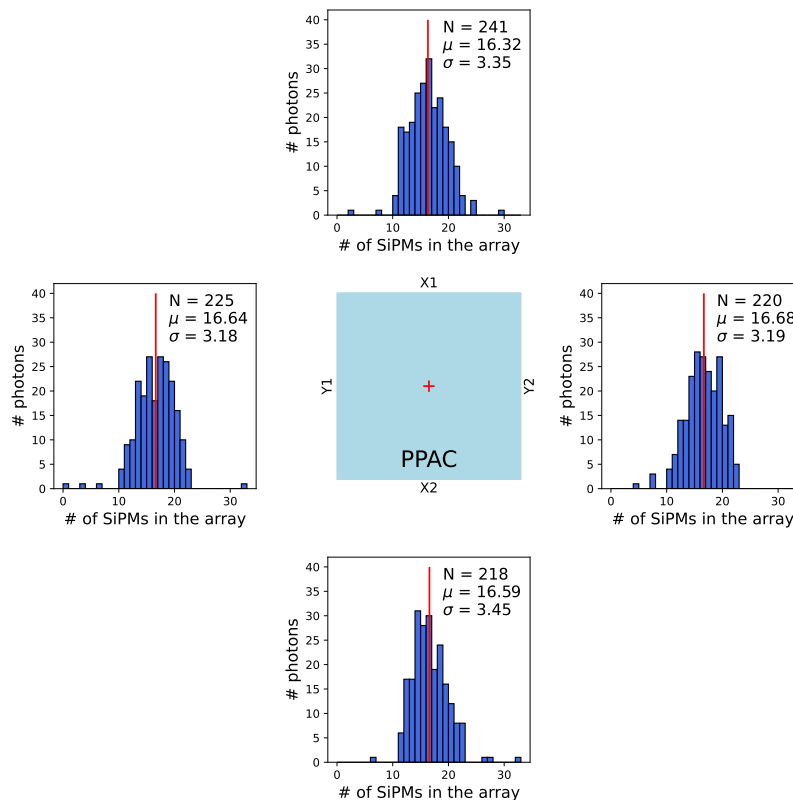 N = 241
μ = 16.32
σ = 3.35
# photons
40
35
30
25
20
15
10
5
0
0 10 20 30
# of SiPMs in the array
N = 225
μ = 16.64
σ = 3.18
# photons
40
35
30
25
20
15
10
5
0
0 10 20 30
# of SiPMs in the array
X1
Y1
Y2
PPAC
X2
N = 220
μ = 16.68
σ = 3.19
# photons
40
35
30
25
20
15
10
5
0
0 10 20 30
# of SiPMs in the array
N = 218
μ = 16.59
σ = 3.45
# photons
40
35
30
25
20
15
10
5
0
0 10 20 30
# of SiPMs in the array